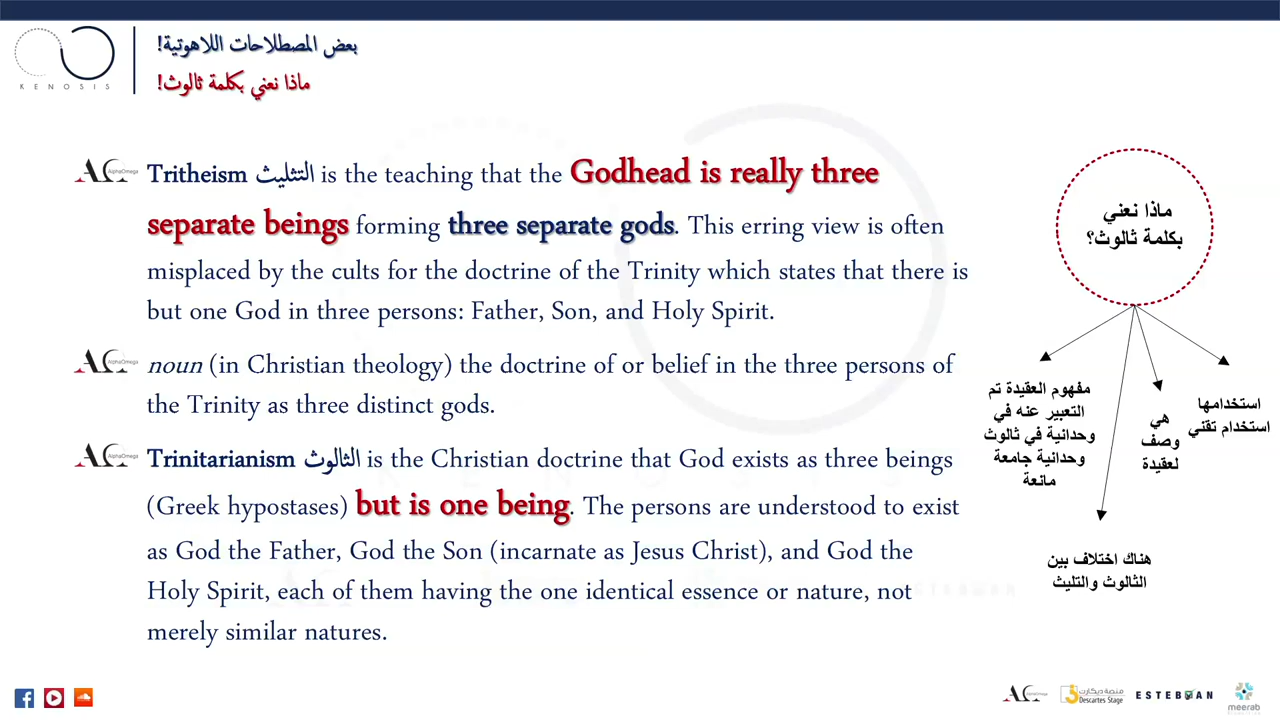 KENOSIS
بعض المصطلاحات اللاهوتية!
ماذا نعني بكلمة ثالوث!
Tritheism التثليث is the teaching that the Godhead is really three
separate beings forming three separate gods. This erring view is often
misplaced by the cults for the doctrine of the Trinity which states that there is
but one God in three persons: Father, Son, and Holy Spirit.
noun (in Christian theology) the doctrine of or belief in the three persons of
the Trinity as three distinct gods.
Trinitarianism الثالوث is the Christian doctrine that God exists as three beings
(Greek hypostases) but is one being. The persons are understood to exist
as God the Father, God the Son (incarnate as Jesus Christ), and God the
Holy Spirit, each of them having the one identical essence or nature, not
merely similar natures.
ماذا نعني
بكلمة ثالوث؟
استخدامها
استخدام تقني
هي
وصف
لعقيدة
مفهوم العقيدة تم
التعبير عنه في
وحدانية في ثالوث
وحدانية جامعة
مانعة
هناك اختلاف بين
الثالوث والتليث
AlphaOmega
AlphaOmega
AlphaOmega
AlphaOmega
منصة ديكارت
Descartes Stage
ESTEBWAN
meerab